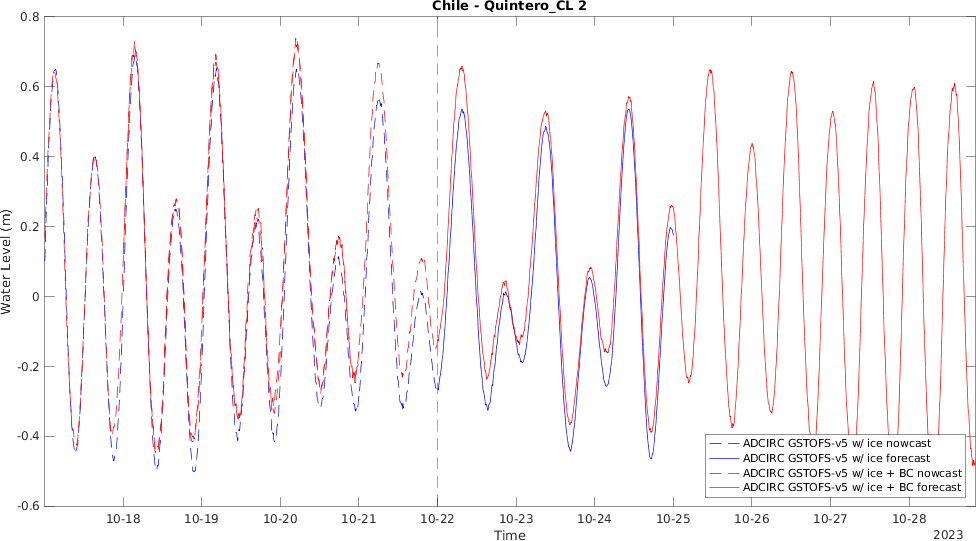 Chile - Quintero_CL 2
0.8
0.6
0.4
0.2
0
-0.2
-0.4
-0.6
Water Level (m)
10-18 10-19 10-20 10-21 10-22 10-23 10-24 10-25 10-26 10-27 10-28
Time
2023
ADCIRC GSTOFS-v5 w/ ice nowcast
ADCIRC GSTOFS-v5 w/ ice forecast
ADCIRC GSTOFS-v5 w/ ice + BC nowcast
ADCIRC GSTOFS-v5 w/ ice + BC forecast